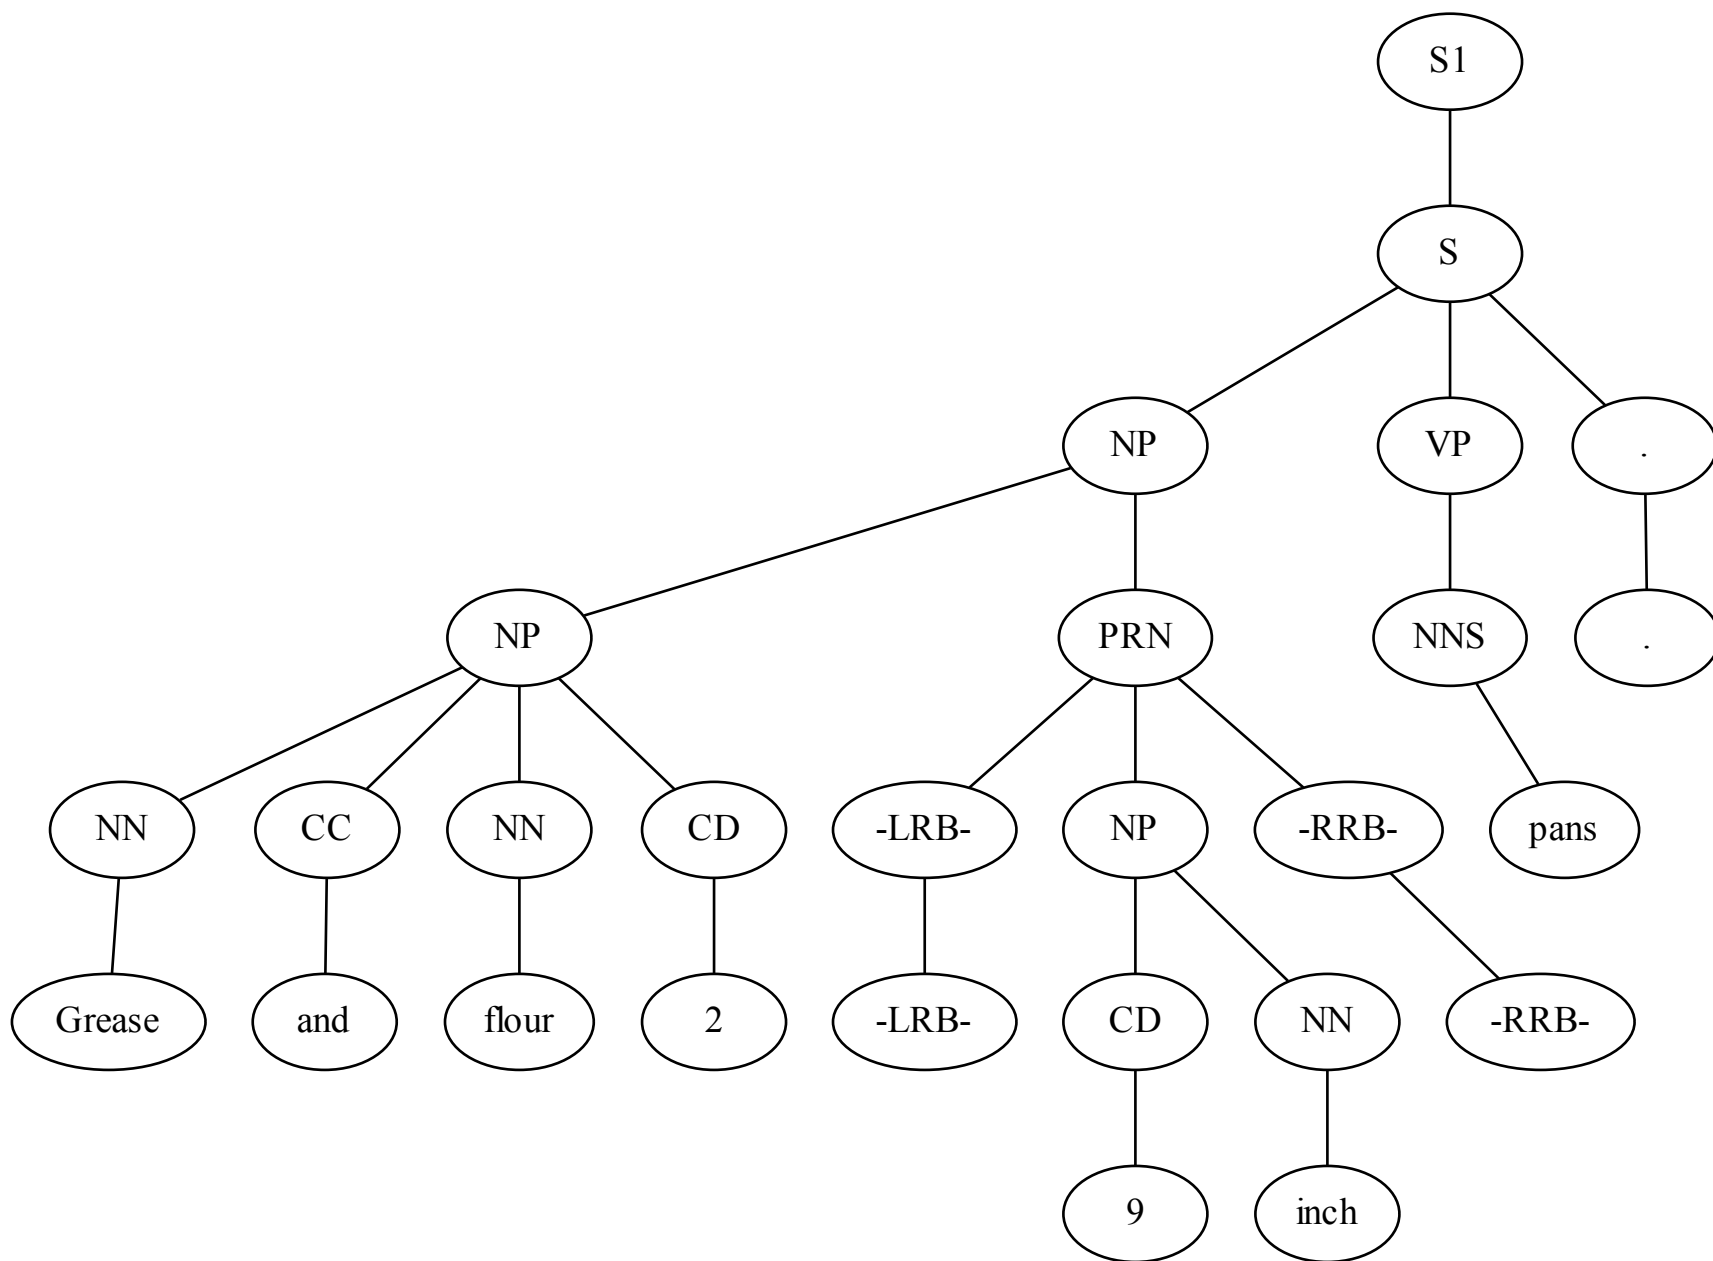 S1
S
NP VP .
NP PRN NNS .
NN CC NN CD -LRB- NP -RRB- pans
Grease and flour 2 -LRB- CD NN -RRB-
9 inch